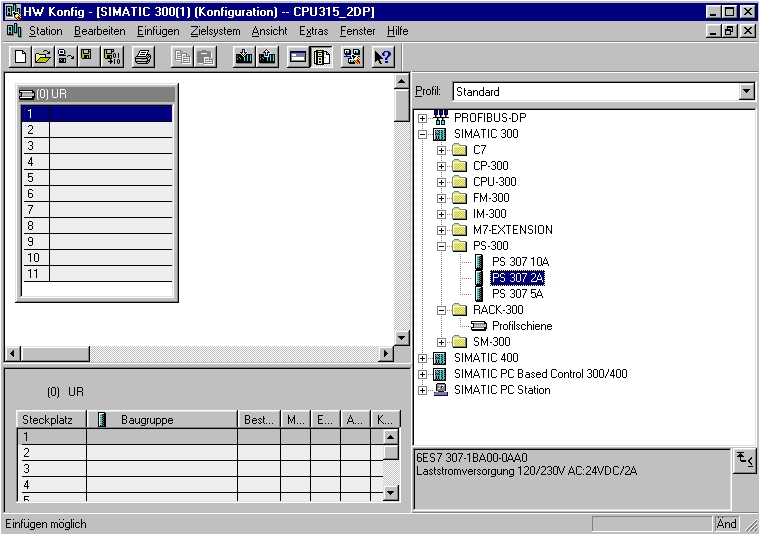 HW Konfig - [SIMATIC 300(1) (Konfiguration) -- CPU315_2DP]
Station Bearbeiten Einfügen Zielsystem Ansicht Extras Fenster Hilfe
(0) UR
1
2
3
4
5
6
7
8
9
10
11
Profil: Standard
PROFIBUS-DP
SIMATIC 300
C7
CP-300
CPU-300
FM-300
IM-300
M7-EXTENSION
PS-300
PS 307 10A
PS 307 2A
PS 307 5A
RACK-300
Profilschiene
SM-300
SIMATIC 400
SIMATIC PC Based Control 300/400
SIMATIC PC Station
(0) UR
Steckplatz Baugruppe Best... M... E... A... K...
1
2
3
4
5
6ES7 307-1BA00-0AA0
Laststromversorgung 120/230V AC:24VDC/2A
Einfügen möglich
Änd